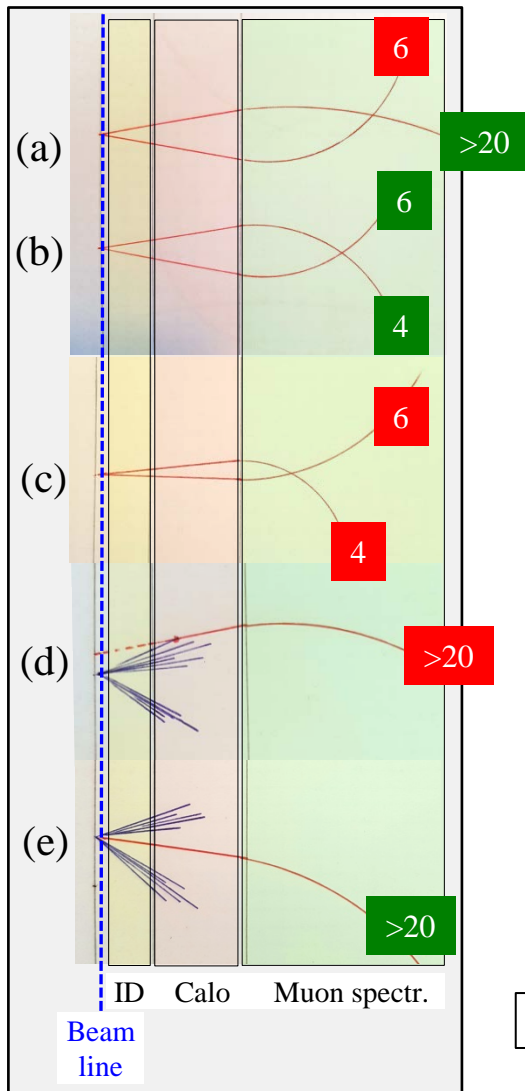 6
(a)
>20
6
(b)
4
6
(c)
4
(d)
>20
(e)
>20
ID Calo Muon spectr.
Beam
line